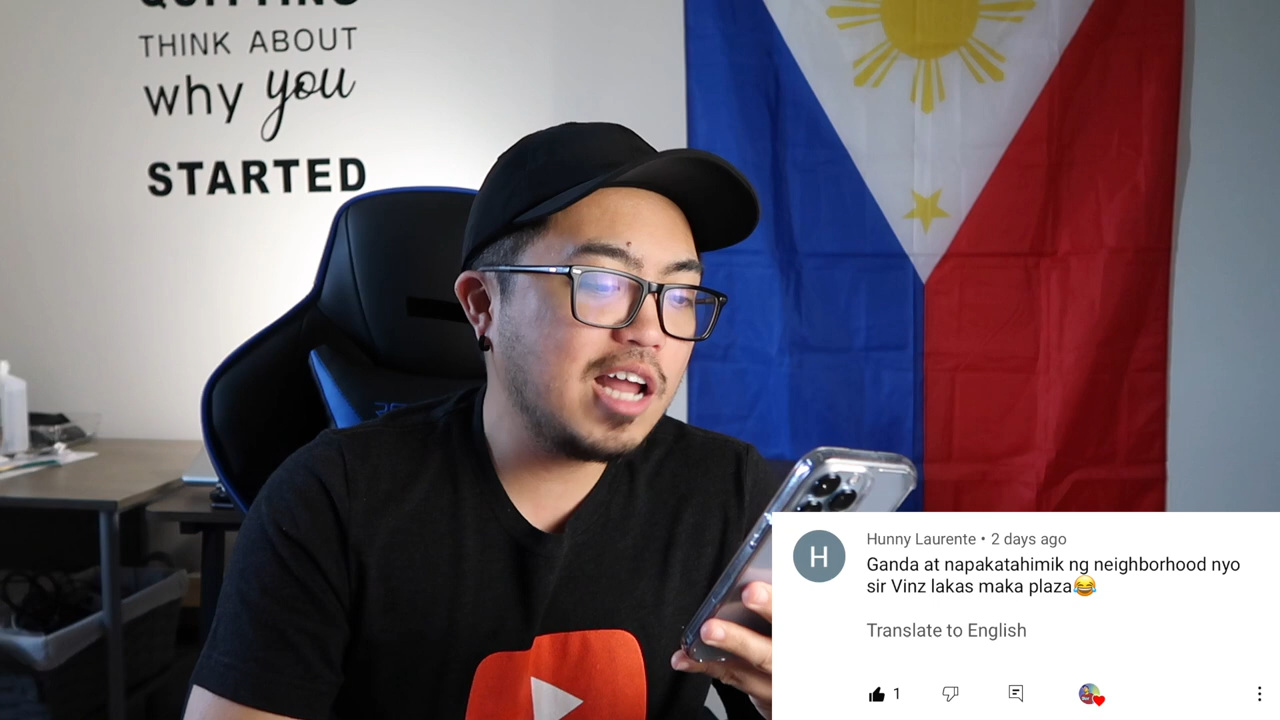 QUITTING
THINK ABOUT
why you
STARTED
Hunny Laurente • 2 days ago
Ganda at napakatahimik ng neighborhood nyo
sir Vinz lakas maka plaza😂
Translate to English
1
H